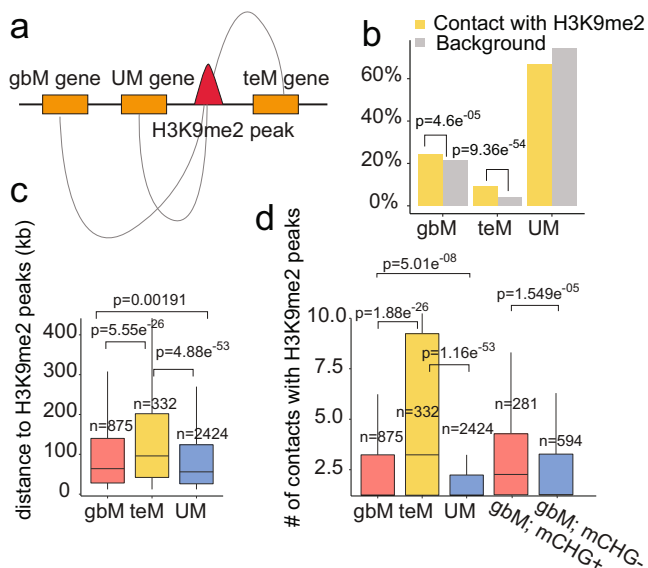 a
gbM gene
UM gene
teM gene
H3K9me2 peak
b
Contact with H3K9me2
Background
60%
40%
20%
0%
p=4.6e-05
p=9.36e-54
gbM
teM
UM
c
distance to H3K9me2 peaks (kb)
400
300
200
100
0
p=0.00191
p=5.55e-26
p=4.88e-53
n=875
n=332
n=2424
gbM
teM
UM
d
# of contacts with H3K9me2 peaks
10.0
7.5
5.0
2.5
p=5.01e-08
p=1.88e-26
p=1.16e-53
p=1.549e-05
n=875
n=332
n=2424
n=281
n=594
gbM
teM
UM
gbM; mCHG+
gbM; mCHG-